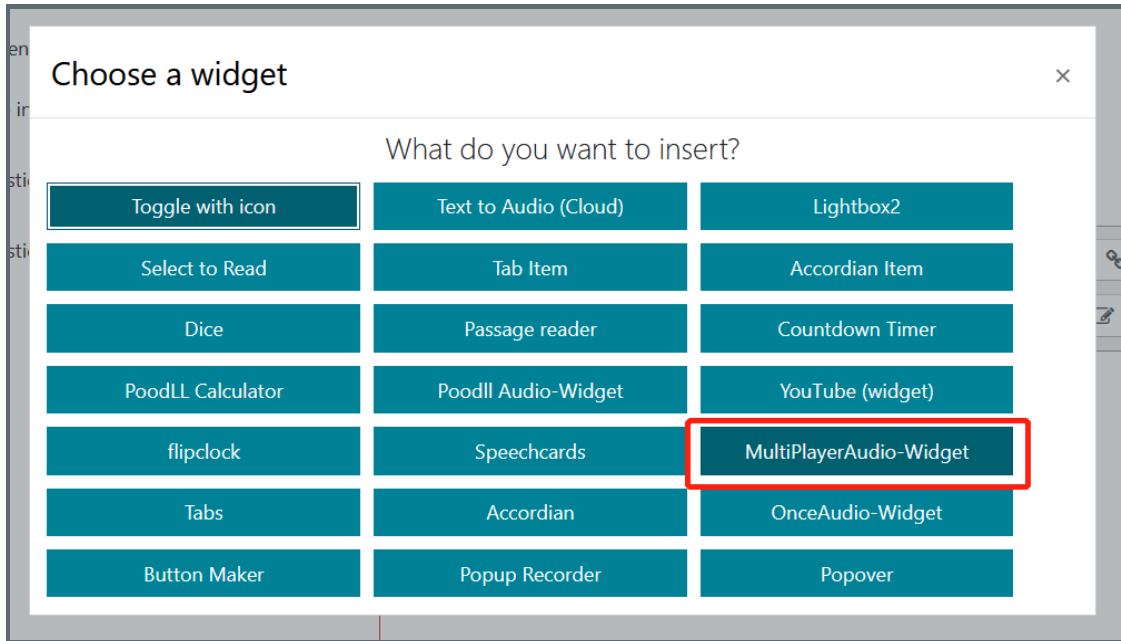 Choose a widget
×
What do you want to insert?
Toggle with icon
Text to Audio (Cloud)
Lightbox2
Select to Read
Tab Item
Accordian Item
Dice
Passage reader
Countdown Timer
PoodLL Calculator
Poodll Audio-Widget
YouTube (widget)
flipclock
Speechcards
MultiPlayerAudio-Widget
Tabs
Accordian
OnceAudio-Widget
Button Maker
Popup Recorder
Popover